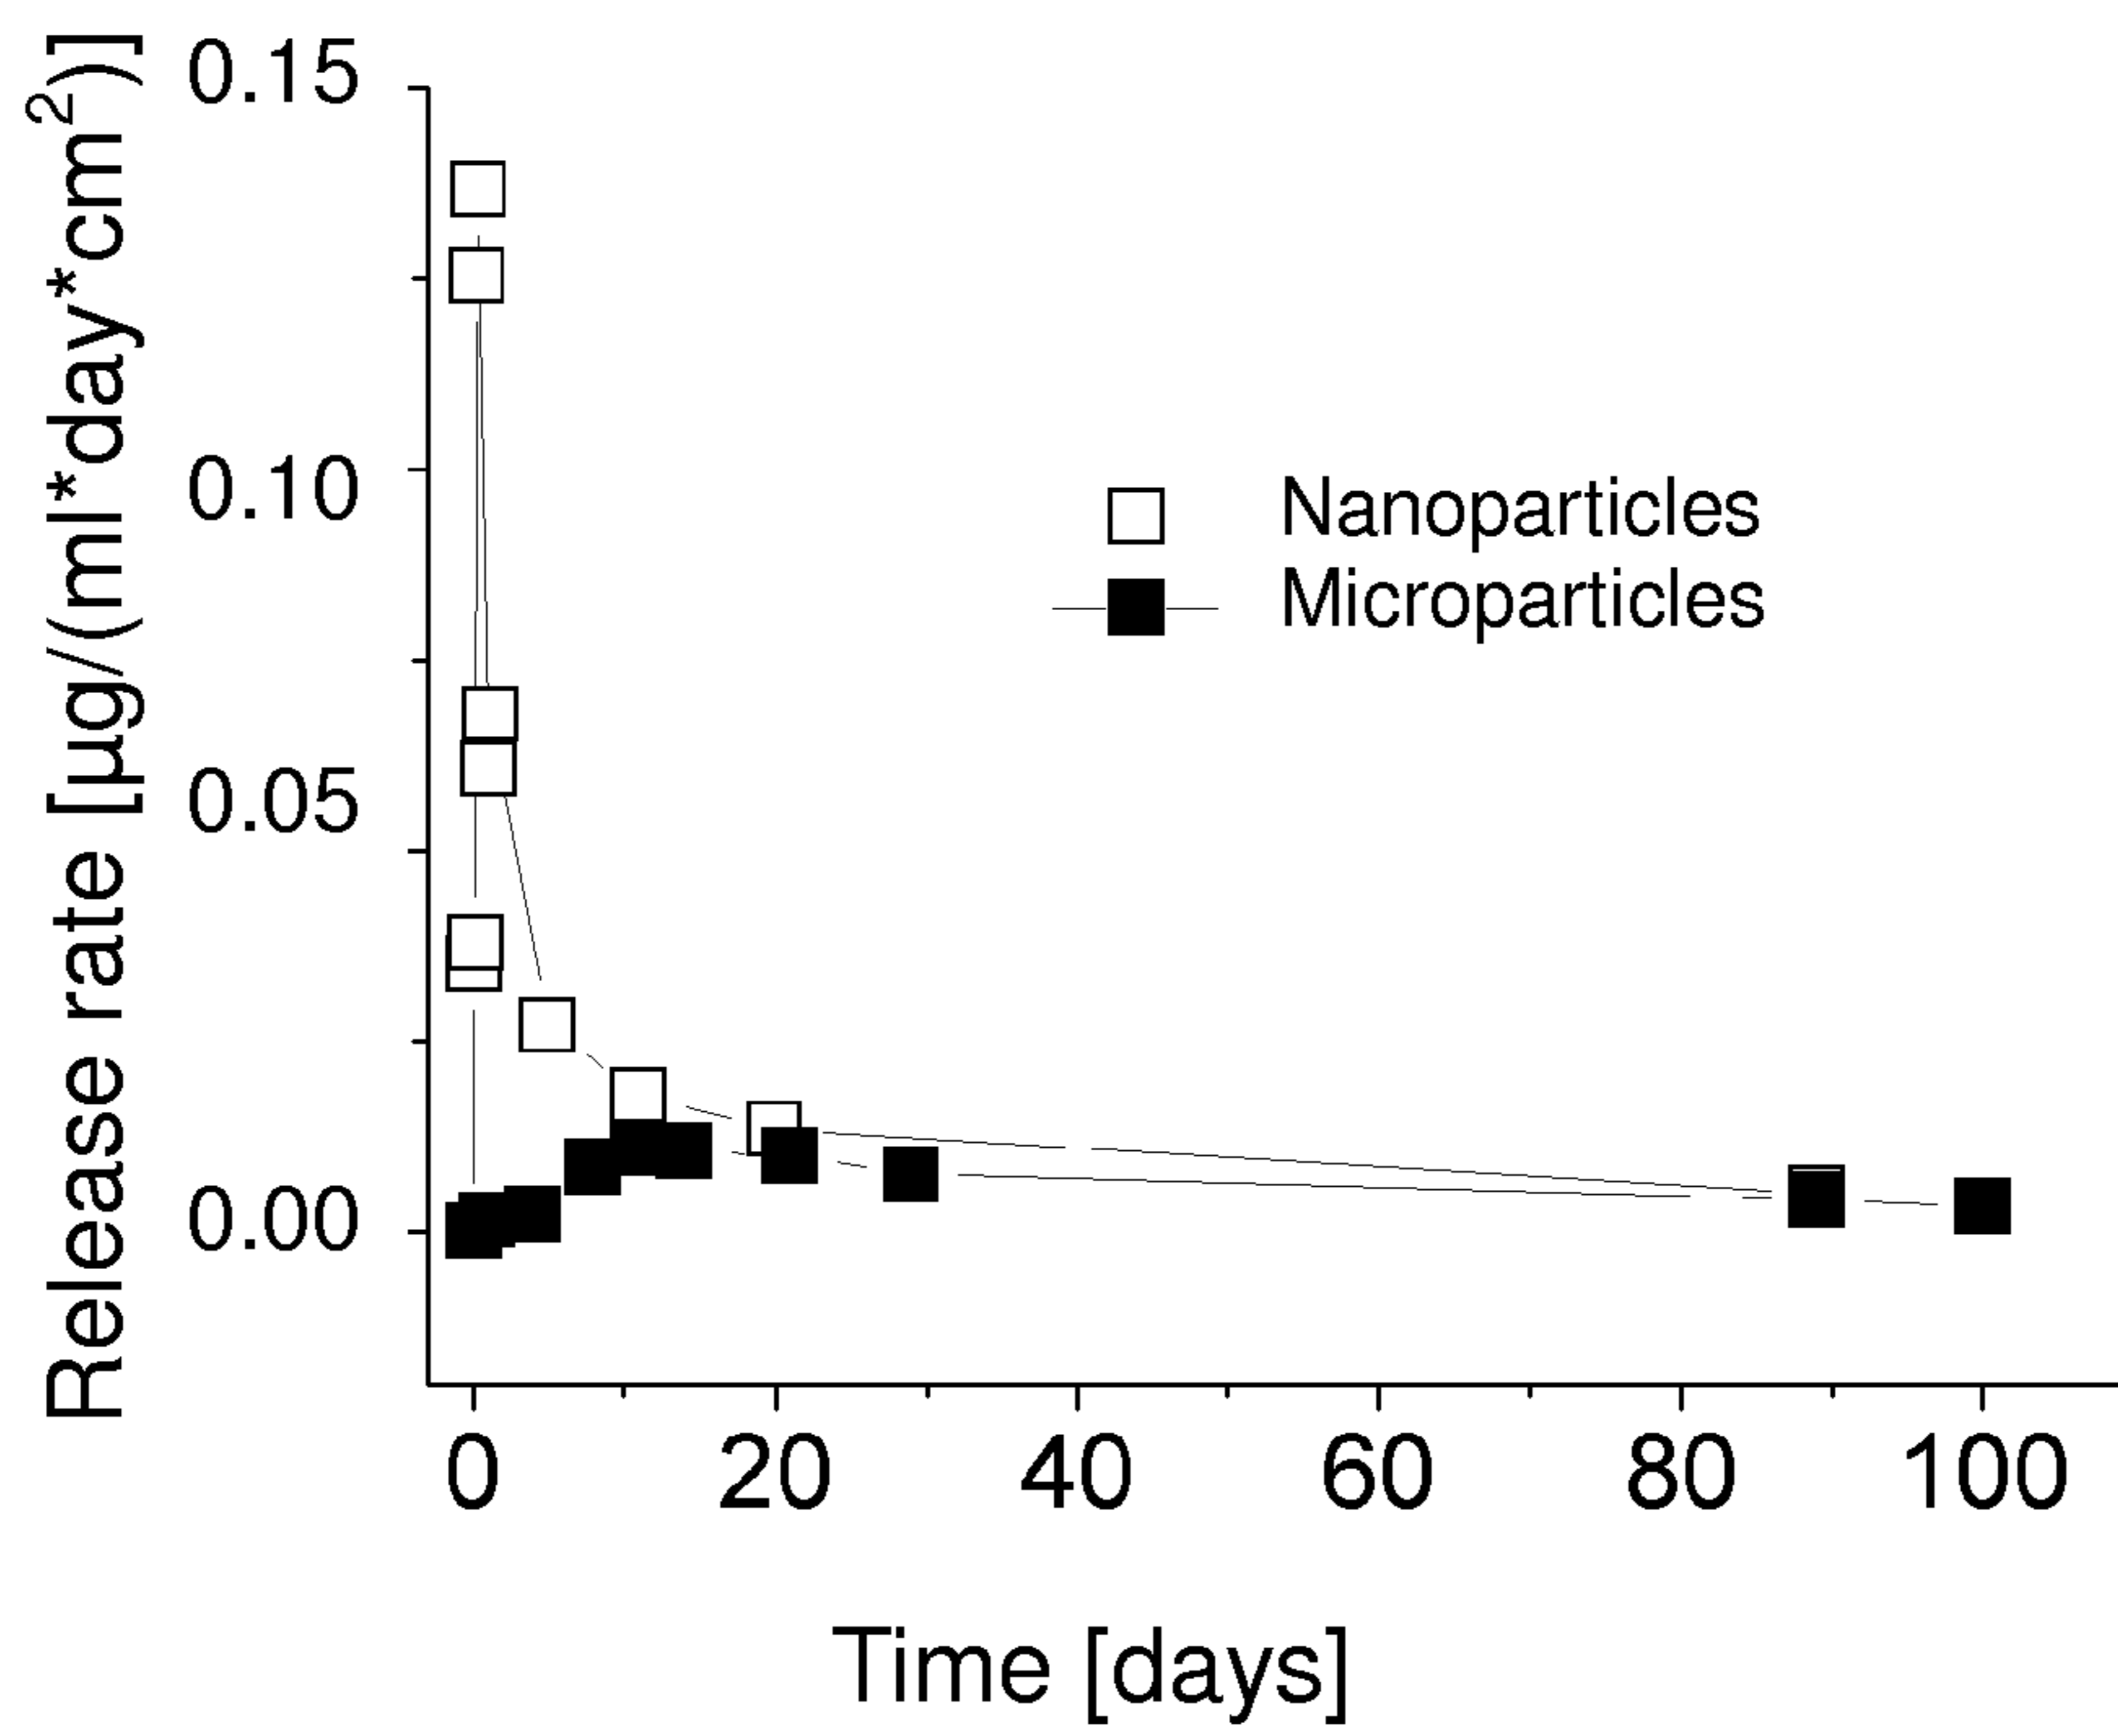 Release rate [µg/(ml*day*cm²)]
0.15
0.10
0.05
0.00
Nanoparticles
Microparticles
0 20 40 60 80 100
Time [days]